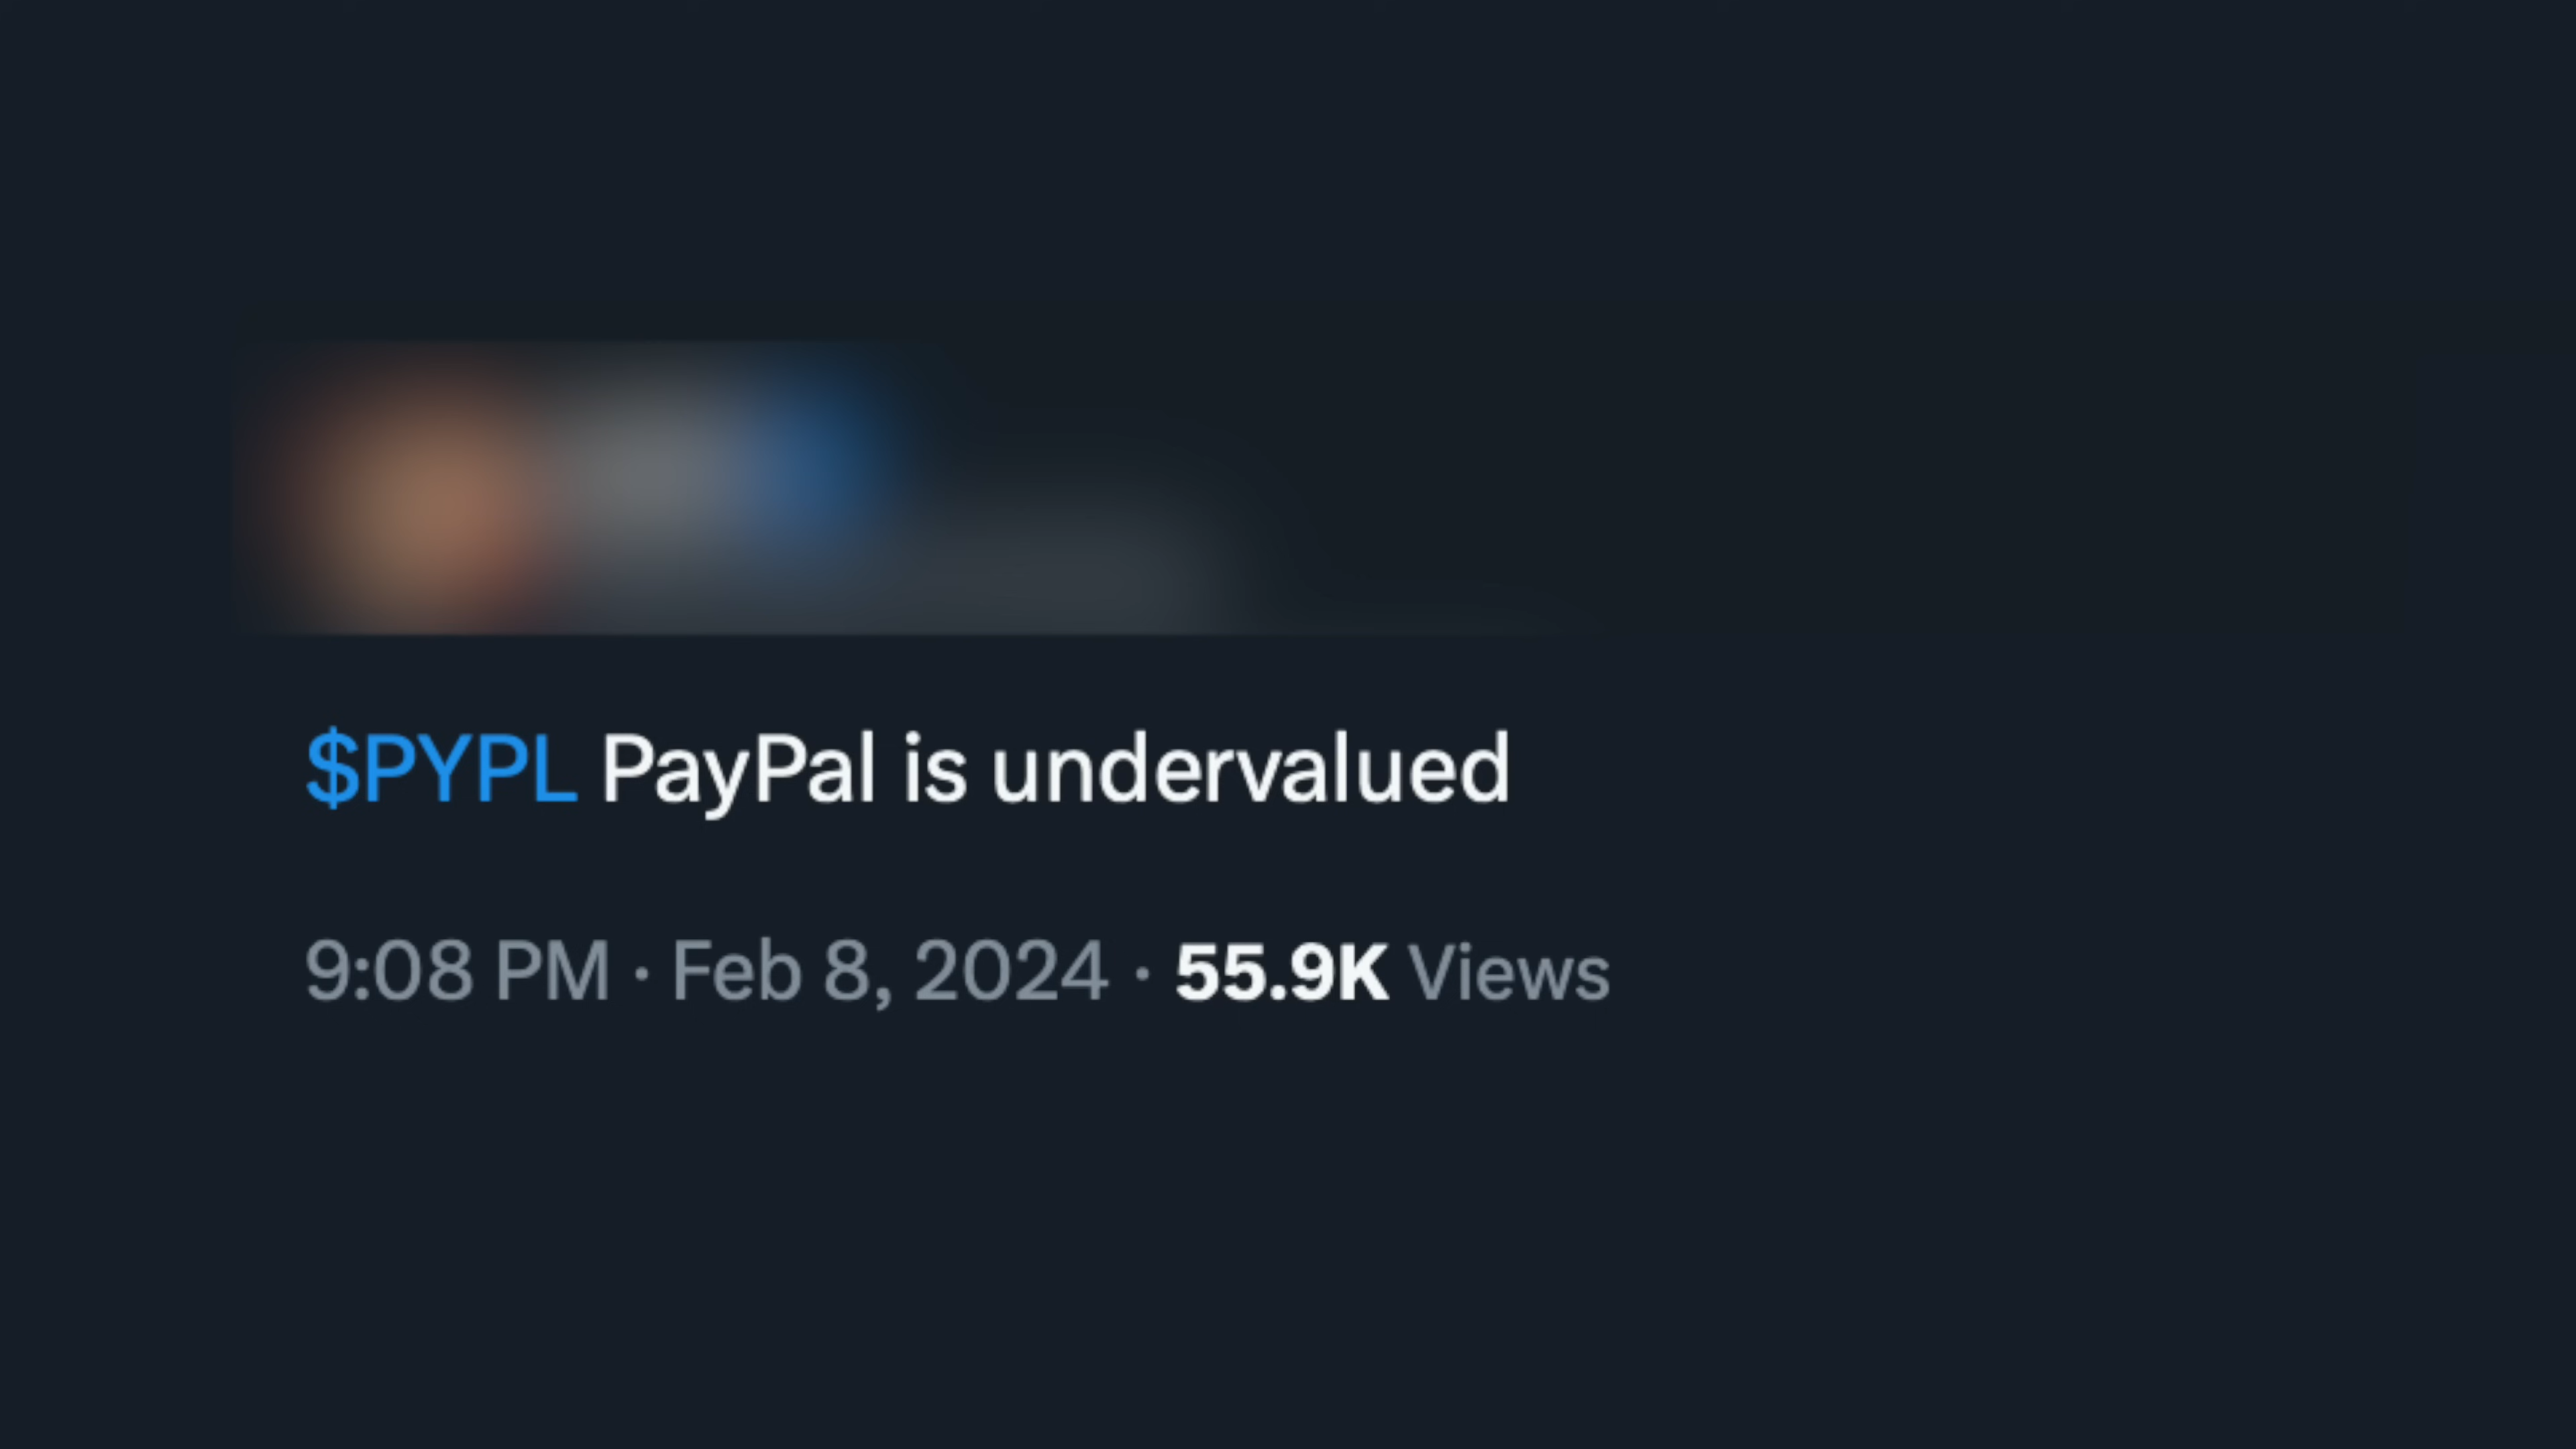 $PYPL PayPal is undervalued
9:08 PM · Feb 8, 2024 · 55.9K Views